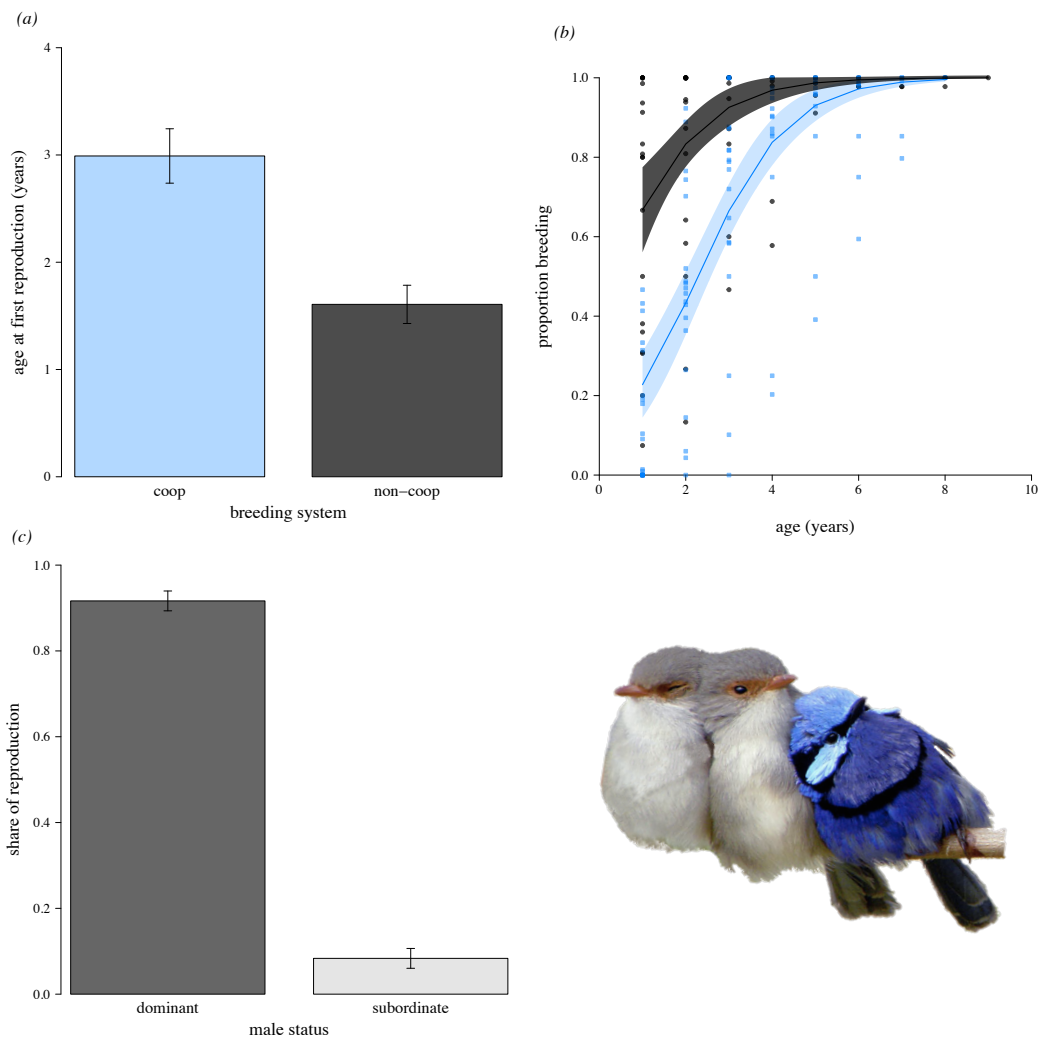 (a)
4
3
2
1
0
age at first reproduction (years)
coop
non−coop
breeding system
(b)
1.0
0.8
0.6
0.4
0.2
0.0
proportion breeding
0
2
4
6
8
10
age (years)
(c)
1.0
0.8
0.6
0.4
0.2
0.0
share of reproduction
dominant
subordinate
male status